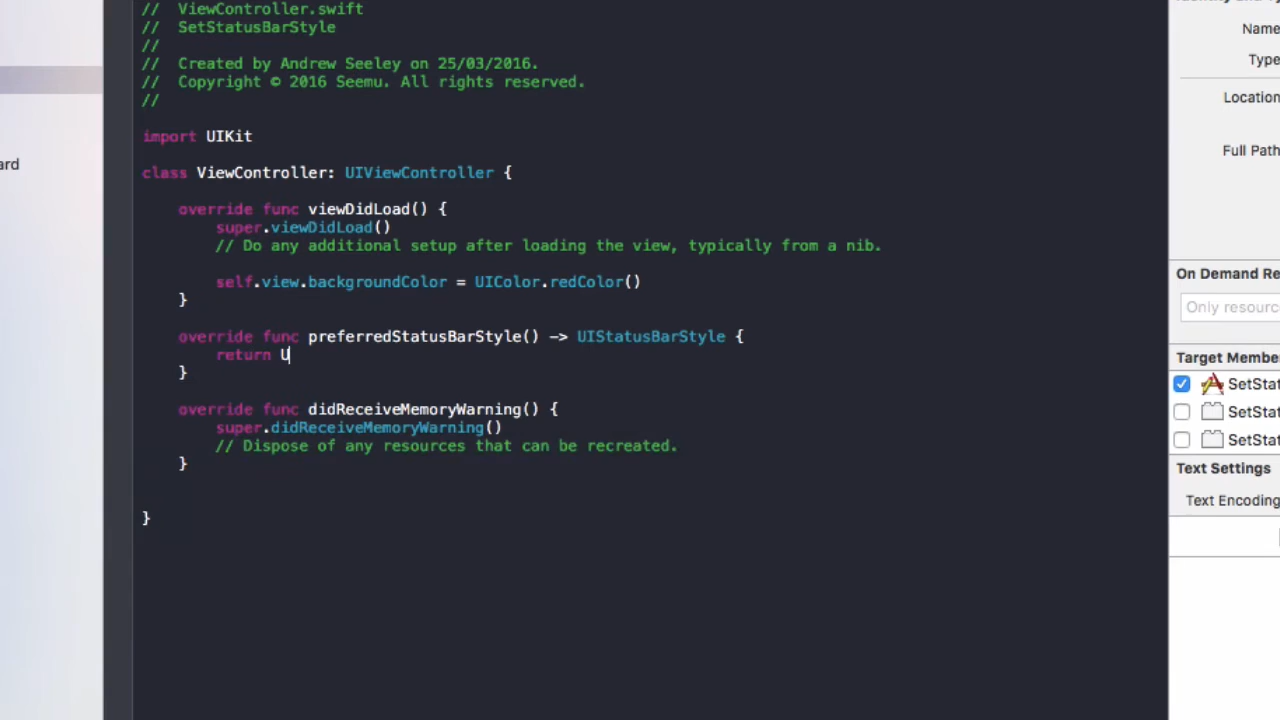 //  ViewController.swift
//  SetStatusBarStyle
//
//  Created by Andrew Seeley on 25/03/2016.
//  Copyright © 2016 Seemu. All rights reserved.
//
import UIKit
class ViewController: UIViewController {
override func viewDidLoad() {
super.viewDidLoad()
// Do any additional setup after loading the view, typically from a nib.
self.view.backgroundColor = UIColor.redColor()
}
override func preferredStatusBarStyle() -> UIStatusBarStyle {
return U
}
override func didReceiveMemoryWarning() {
super.didReceiveMemoryWarning()
// Dispose of any resources that can be recreated.
}
}
ard
Name
Type
Location
Full Path
On Demand Re
Only resourc
Target Membe
SetStat
SetSta
SetSta
Text Settings
Text Encoding